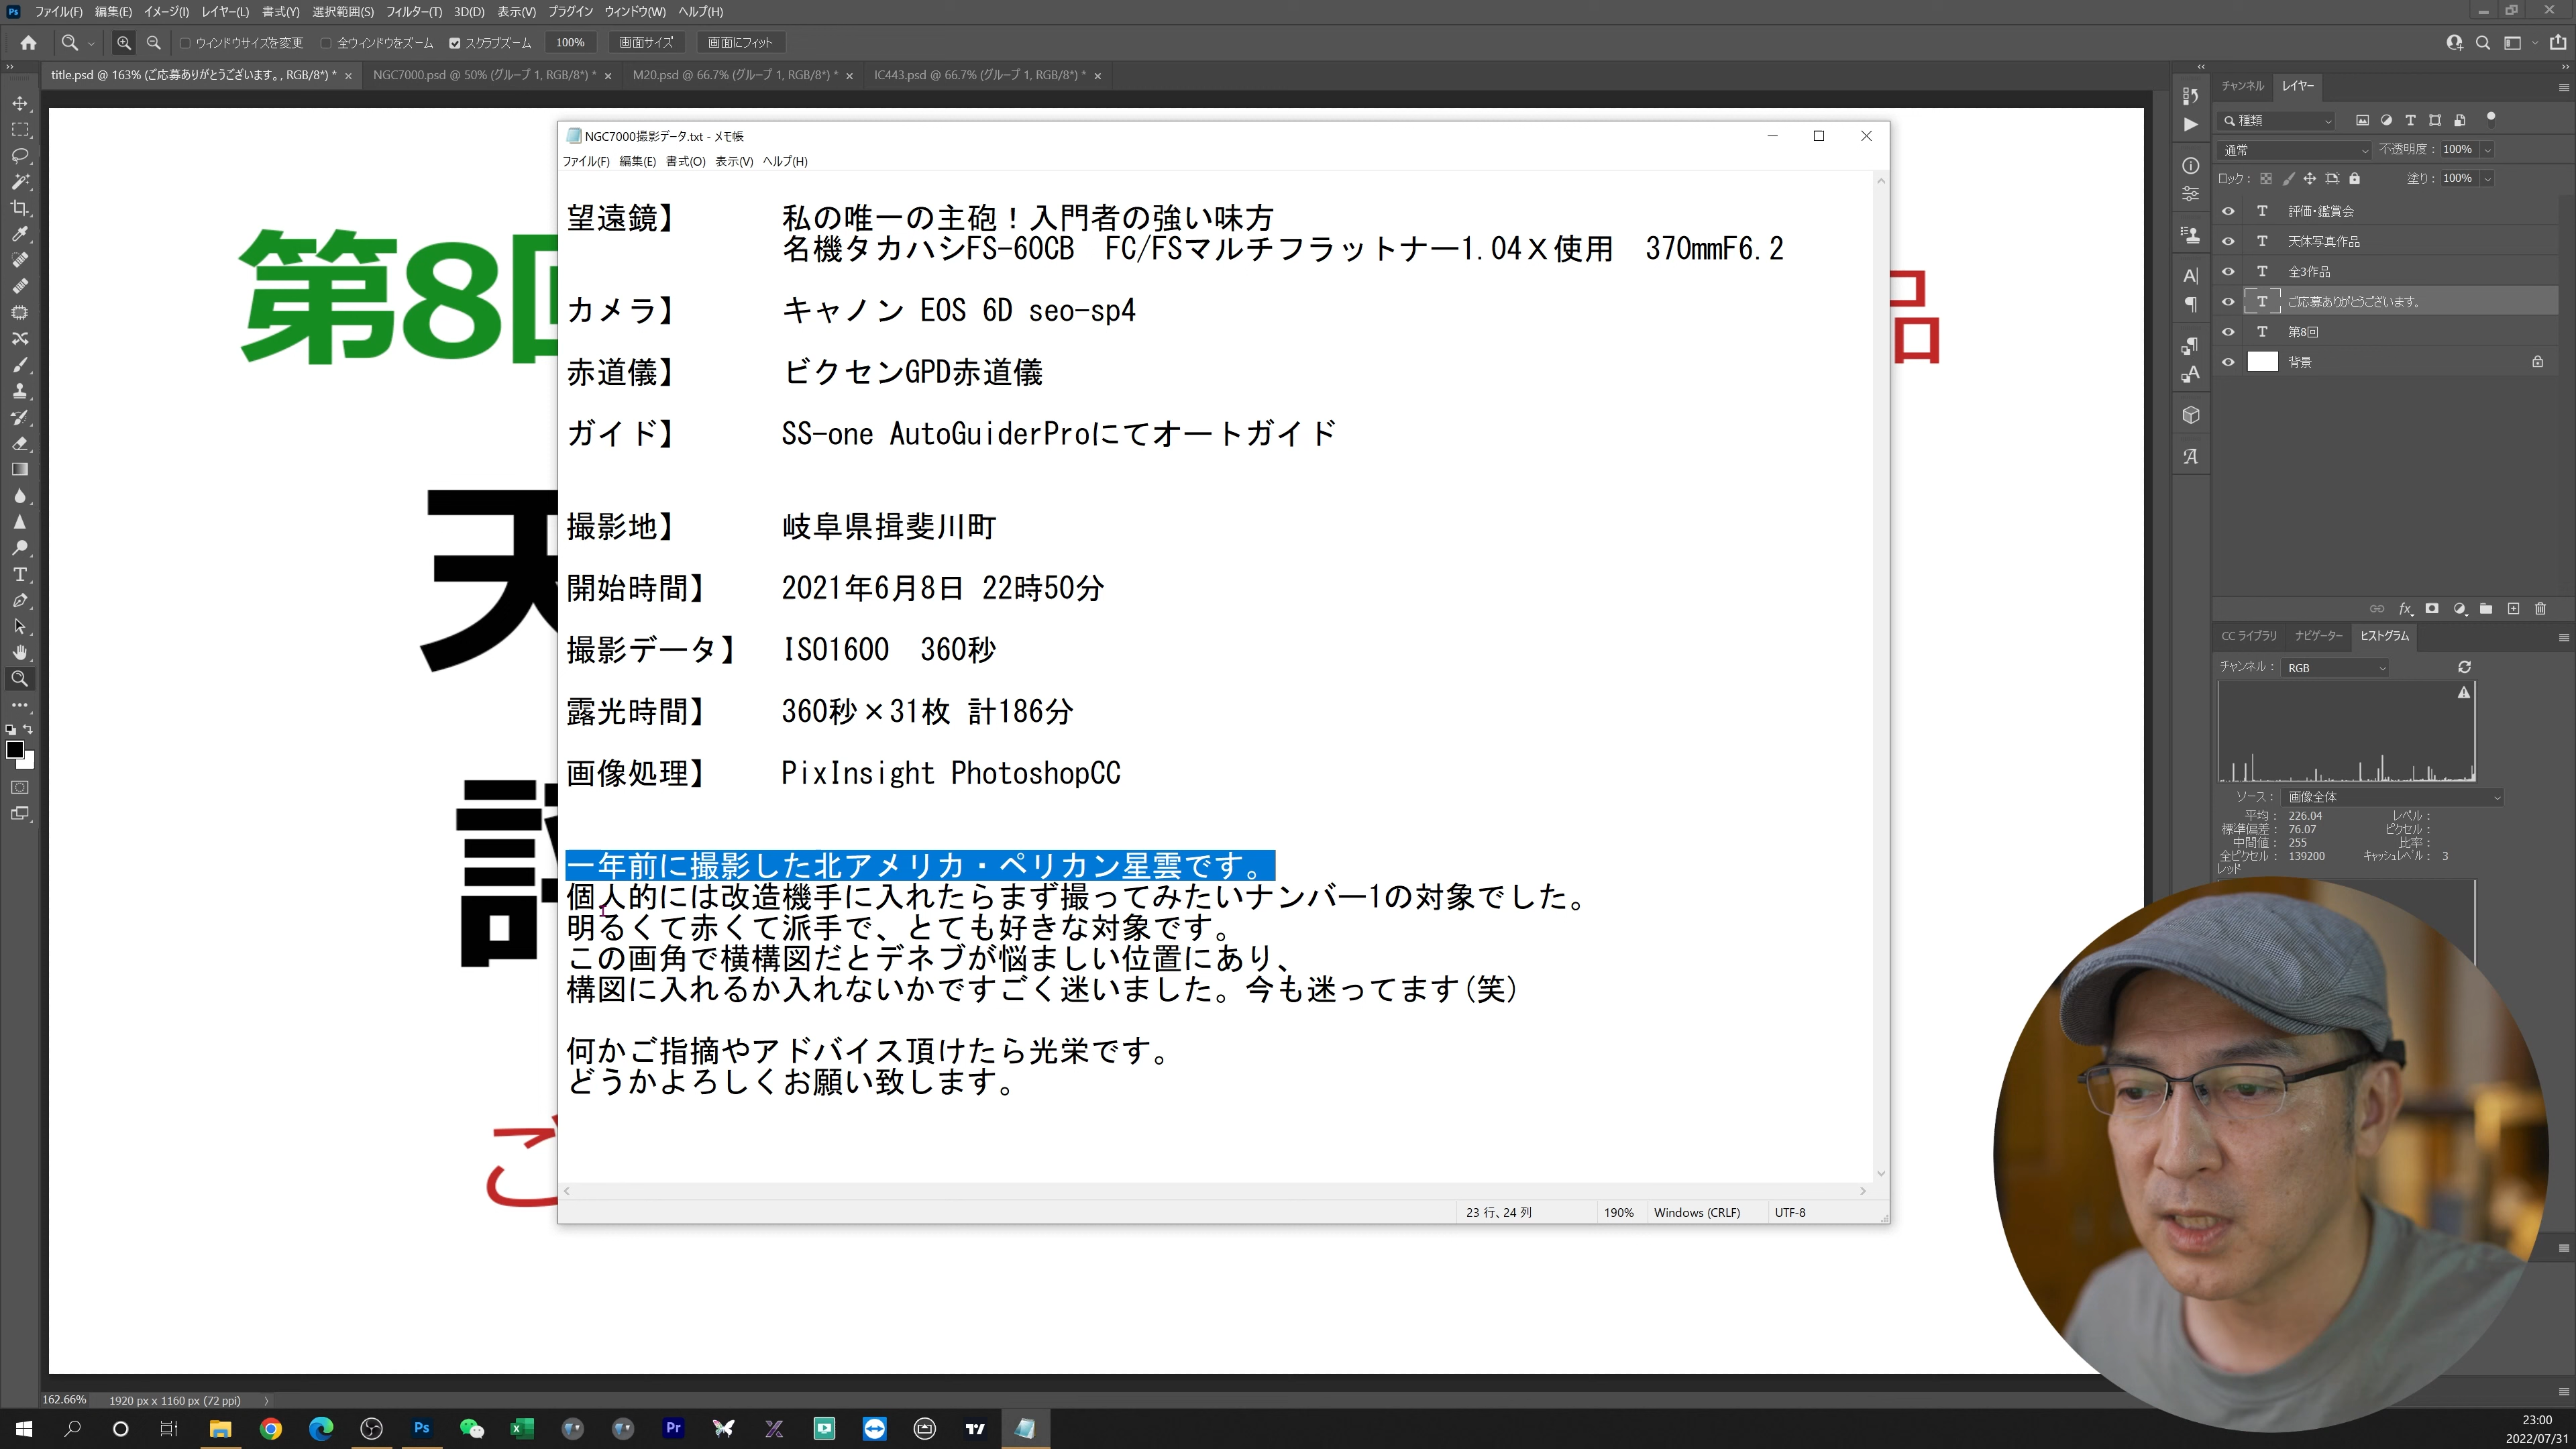 ファイル(F) 編集(E) イメージ(I) レイヤー(L) 書式(Y) 選択範囲(S) フィルター(T) 3D(D) 表示(V) プラグイン ウィンドウ(W) ヘルプ(H)
ウィンドウサイズを変更 全ウィンドウをズーム スクラブズーム 100% 画面サイズ 画面にフィット
title.psd @ 163% (ご応募ありがとうございます。, RGB/8*) * × NGC7000.psd @ 50% (グループ 1, RGB/8*) * × M20.psd @ 66.7% (グループ 1, RGB/8*) * × IC443.psd @ 66.7% (グループ 1, RGB/8*) * ×
第8回
品
天
ご
NGC7000撮影データ.txt - メモ帳
ファイル(F) 編集(E) 書式(O) 表示(V) ヘルプ(H)
望遠鏡】 私の唯一の主砲！入門者の強い味方
名機タカハシFS-60CB FC/FSマルチフラットナー1.04X使用 370mmF6.2
カメラ】 キャノン EOS 6D seo-sp4
赤道儀】 ビクセンGPD赤道儀
ガイド】 SS-one AutoGuiderProにてオートガイド
撮影地】 岐阜県揖斐川町
開始時間】 2021年6月8日 22時50分
撮影データ】 ISO1600 360秒
露光時間】 360秒×31枚 計186分
画像処理】 PixInsight PhotoshopCC
一年前に撮影した北アメリカ・ペリカン星雲です。
個人的には改造機手に入れたらまず撮ってみたいナンバー1の対象でした。
明るくて赤くて派手で、とても好きな対象です。
この画角で横構図だとデネブが悩ましい位置にあり、
構図に入れるか入れないかですごく迷いました。今も迷ってます(笑)
何かご指摘やアドバイス頂けたら光栄です。
どうかよろしくお願い致します。
23 行、24 列 190% Windows (CRLF) UTF-8
チャンネル レイヤー
種類
通常 不透明度： 100%
ロック： 塗り： 100%
評価・鑑賞会
天体写真作品
全3作品
ご応募ありがとうございます。
第8回
背景
CC ライブラリ ナビゲーター ヒストグラム
チャンネル： RGB
ソース： 画像全体
平均： 226.04 レベル：
標準偏差： 76.07 ピクセル：
中間値： 255 比率：
全ピクセル： 139200 キャッシュレベル： 3
レッド
162.66% 1920 px x 1160 px (72 ppi)
23:00
2022/07/31